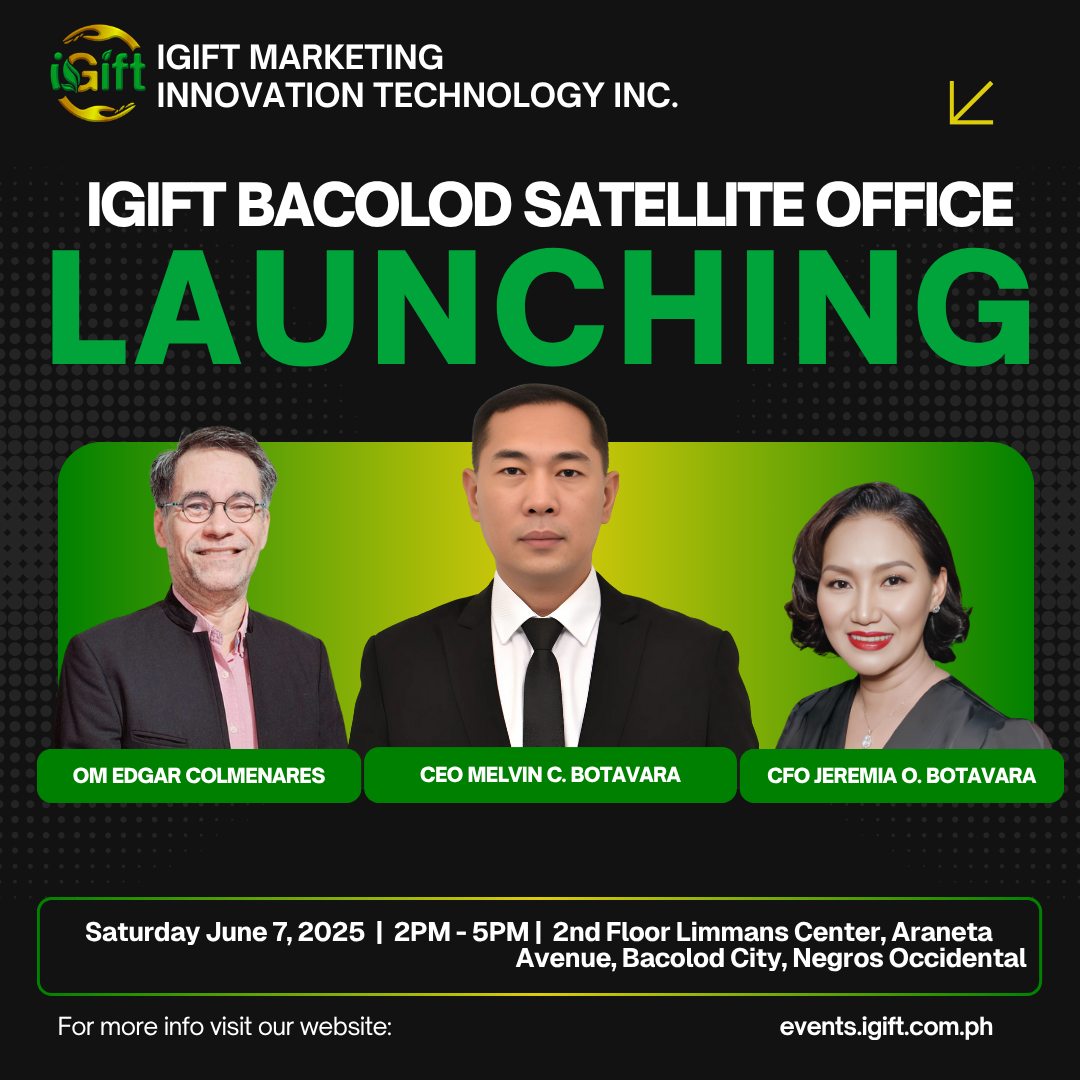 iGift
IGIFT MARKETING
INNOVATION TECHNOLOGY INC.
IGIFT BACOLOD SATELLITE OFFICE
LAUNCHING
OM EDGAR COLMENARES
CEO MELVIN C. BOTAVARA
CFO JEREMIA O. BOTAVARA
Saturday June 7, 2025 | 2PM - 5PM | 2nd Floor Limmans Center, Araneta
Avenue, Bacolod City, Negros Occidental
For more info visit our website:
events.igift.com.ph